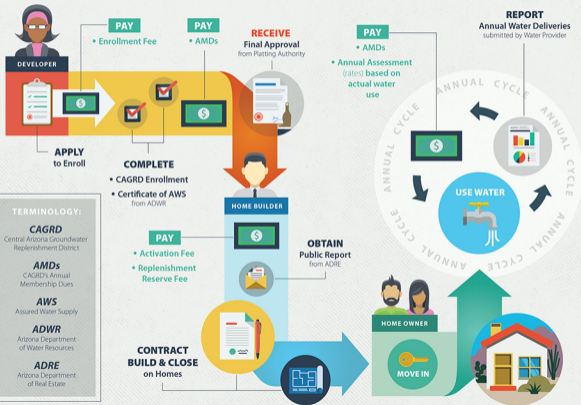 PAY
• Enrollment Fee
DEVELOPER
APPLY
to Enroll
PAY
• AMDs
COMPLETE
• CAGRD Enrollment
• Certificate of AWS
from ADWR
RECEIVE
Final Approval
from Platting Authority
HOME BUILDER
PAY
• Activation Fee
• Replenishment
Reserve Fee
OBTAIN
Public Report
from ADRE
CONTRACT
BUILD & CLOSE
on Homes
HOME OWNER
MOVE IN
PAY
• AMDs
• Annual Assessment
(rates) based on
actual water
use
REPORT
Annual Water Deliveries
submitted by Water Provider
USE WATER
ANNUAL CYCLE
ANNUAL CYCLE
ANNUAL CYCLE
ANNUAL CYCLE
ANNUAL CYCLE
TERMINOLOGY:
CAGRD
Central Arizona Groundwater
Replenishment District
AMDs
CAGRD's Annual
Membership Dues
AWS
Assured Water Supply
ADWR
Arizona Department
of Water Resources
ADRE
Arizona Department
of Real Estate